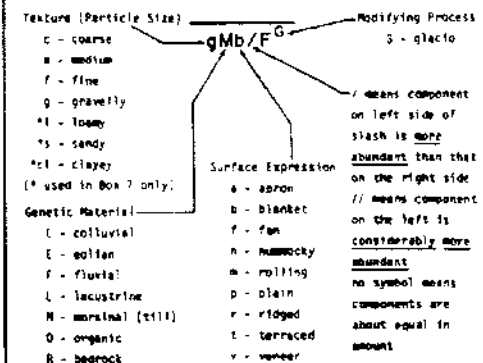 Texture (Particle Size)
c - coarse
m - medium
f - fine
g - gravelly
*l - loamy
*s - sandy
*cl - clayey
(* used in Box 7 only)
Genetic Material
C - colluvial
E - eolian
F - fluvial
L - lacustrine
M - morainal (till)
O - organic
R - bedrock
gMb/F^G
Surface Expression
a - apron
b - blanket
f - fan
h - hummocky
m - rolling
p - plain
r - ridged
t - terraced
v - veneer
Modifying Process
G - glacio
/ means component
on left side of
slash is more
abundant than that
on the right side
// means component
on the left is
considerably more
abundant
no symbol means
components are
about equal in
amount